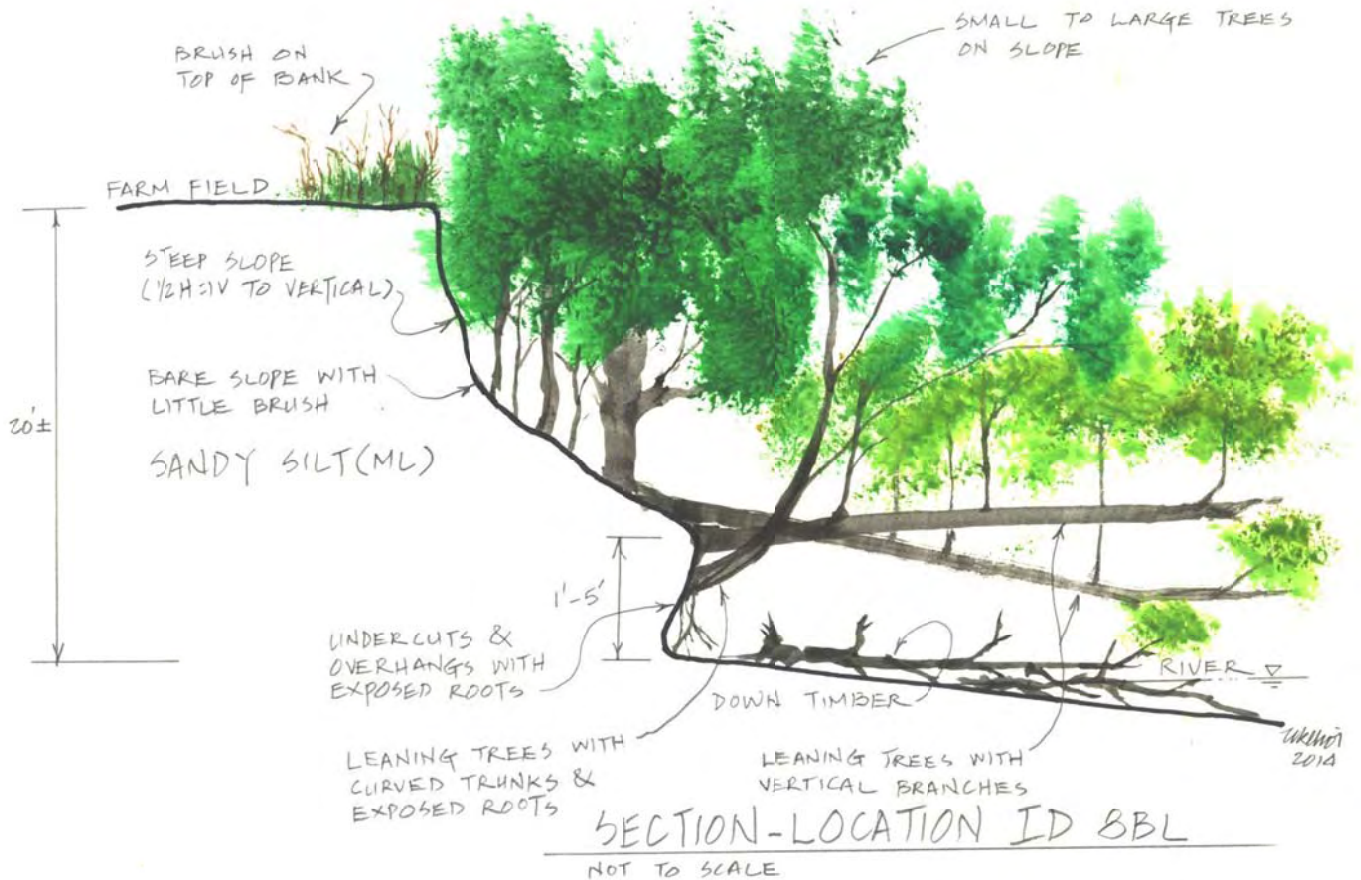 SMALL TO LARGE TREES
ON SLOPE
BRUSH ON
TOP OF BANK
FARM FIELD
STEEP SLOPE
(1/2H:1V TO VERTICAL)
BARE SLOPE WITH
LITTLE BRUSH
20'±
SANDY SILT (ML)
1'-5'
UNDERCUTS &
OVERHANGS WITH
EXPOSED ROOTS
RIVER
DOWN TIMBER
LEANING TREES WITH
CURVED TRUNKS &
EXPOSED ROOTS
LEANING TREES WITH
VERTICAL BRANCHES
2014
SECTION-LOCATION ID 8BL
NOT TO SCALE